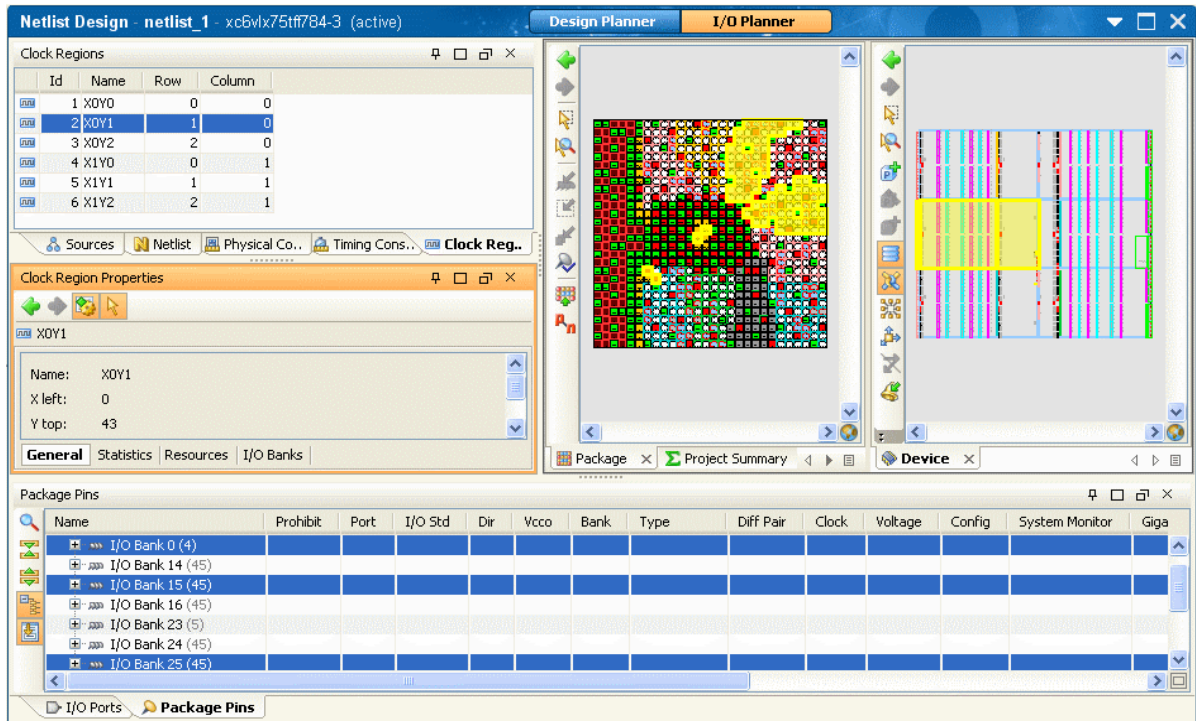 Netlist Design - netlist_1 - xc6vlx75tff784-3 (active)
Design Planner
I/O Planner
Clock Regions
Id Name Row Column
1 X0Y0 0 0
2 X0Y1 1 0
3 X0Y2 2 0
4 X1Y0 0 1
5 X1Y1 1 1
6 X1Y2 2 1
Sources Netlist Physical Co.. Timing Cons.. Clock Reg..
Clock Region Properties
X0Y1
Name: X0Y1
X left: 0
Y top: 43
General Statistics Resources I/O Banks
Package Project Summary
Device
Package Pins
Name Prohibit Port I/O Std Dir Vcco Bank Type Diff Pair Clock Voltage Config System Monitor Giga
I/O Bank 0 (4)
I/O Bank 14 (45)
I/O Bank 15 (45)
I/O Bank 16 (45)
I/O Bank 23 (5)
I/O Bank 24 (45)
I/O Bank 25 (45)
I/O Ports Package Pins